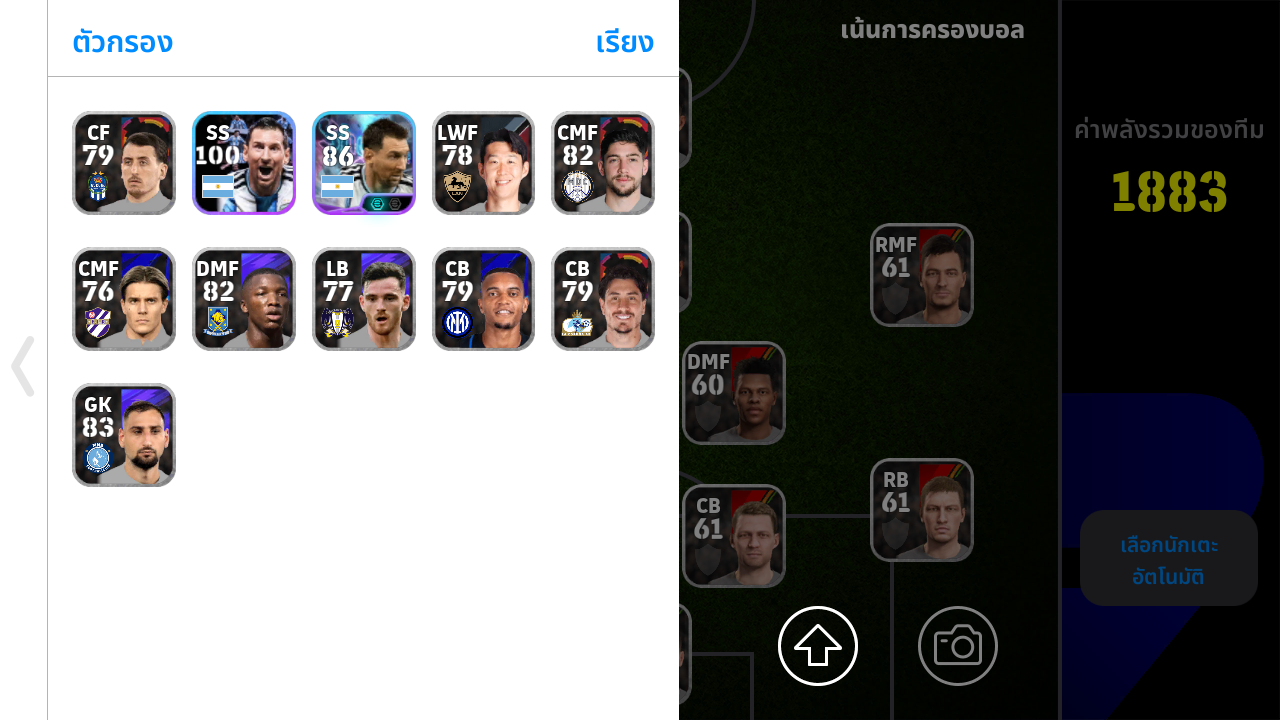 ตัวกรอง
เรียง
เน้นการครองบอล
ค่าพลังรวมของทีม
1883
CF
79
SS
100
SS
86
LWF
78
CMF
82
CMF
76
DMF
82
LB
77
CB
79
CB
79
GK
83
RMF
61
DMF
60
CB
61
RB
61
เลือกนักเตะ
อัตโนมัติ